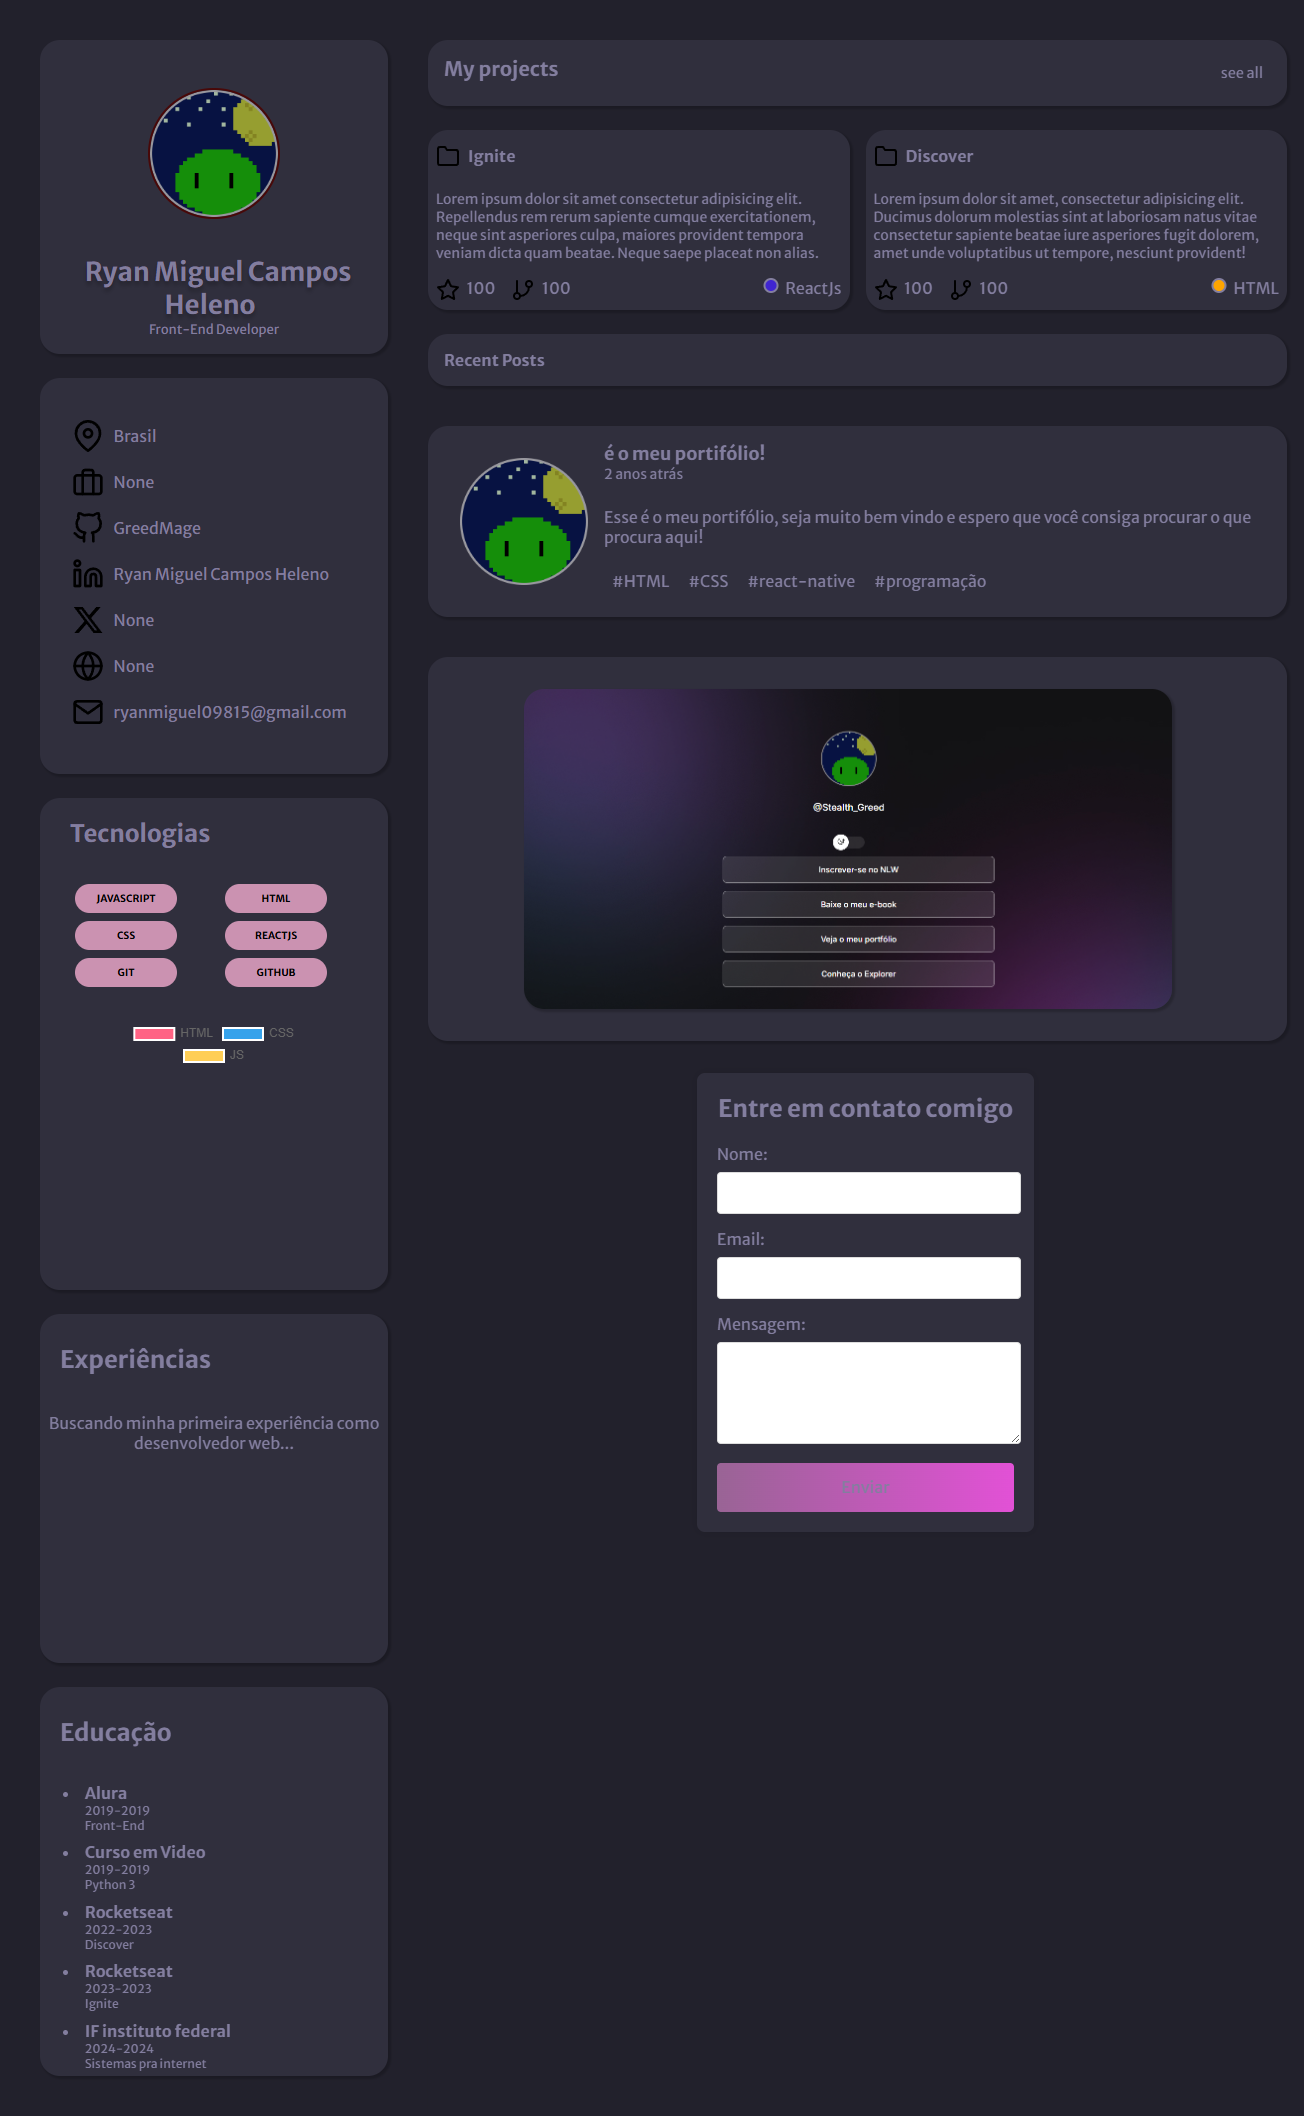 Ryan Miguel Campos
Heleno
Front-End Developer
Brasil
None
GreedMage
Ryan Miguel Campos Heleno
None
None
ryanmiguel09815@gmail.com
Tecnologias
JAVASCRIPT
HTML
CSS
REACTJS
GIT
GITHUB
HTML
CSS
JS
Experiências
Buscando minha primeira experiência como
desenvolvedor web...
Educação
Alura
2019-2019
Front-End
Curso em Video
2019-2019
Python 3
Rocketseat
2022-2023
Discover
Rocketseat
2023-2023
Ignite
IF instituto federal
2024-2024
Sistemas pra internet
My projects
see all
Ignite
Lorem ipsum dolor sit amet consectetur adipisicing elit.
Repellendus rem rerum sapiente cumque exercitationem,
neque sint asperiores culpa, maiores provident tempora
veniam dicta quam beatae. Neque saepe placeat non alias.
100
100
ReactJs
Discover
Lorem ipsum dolor sit amet, consectetur adipisicing elit.
Ducimus dolorum molestias sint at laboriosam natus vitae
consectetur sapiente beatae iure asperiores fugit dolorem,
amet unde voluptatibus ut tempore, nesciunt provident!
100
100
HTML
Recent Posts
é o meu portifólio!
2 anos atrás
Esse é o meu portifólio, seja muito bem vindo e espero que você consiga procurar o que
procura aqui!
#HTML #CSS #react-native #programação
@Stealth_Greed
Inscrever-se no NLW
Baixe o meu e-book
Veja o meu portfólio
Conheça o Explorer
Entre em contato comigo
Nome:
Email:
Mensagem:
Enviar